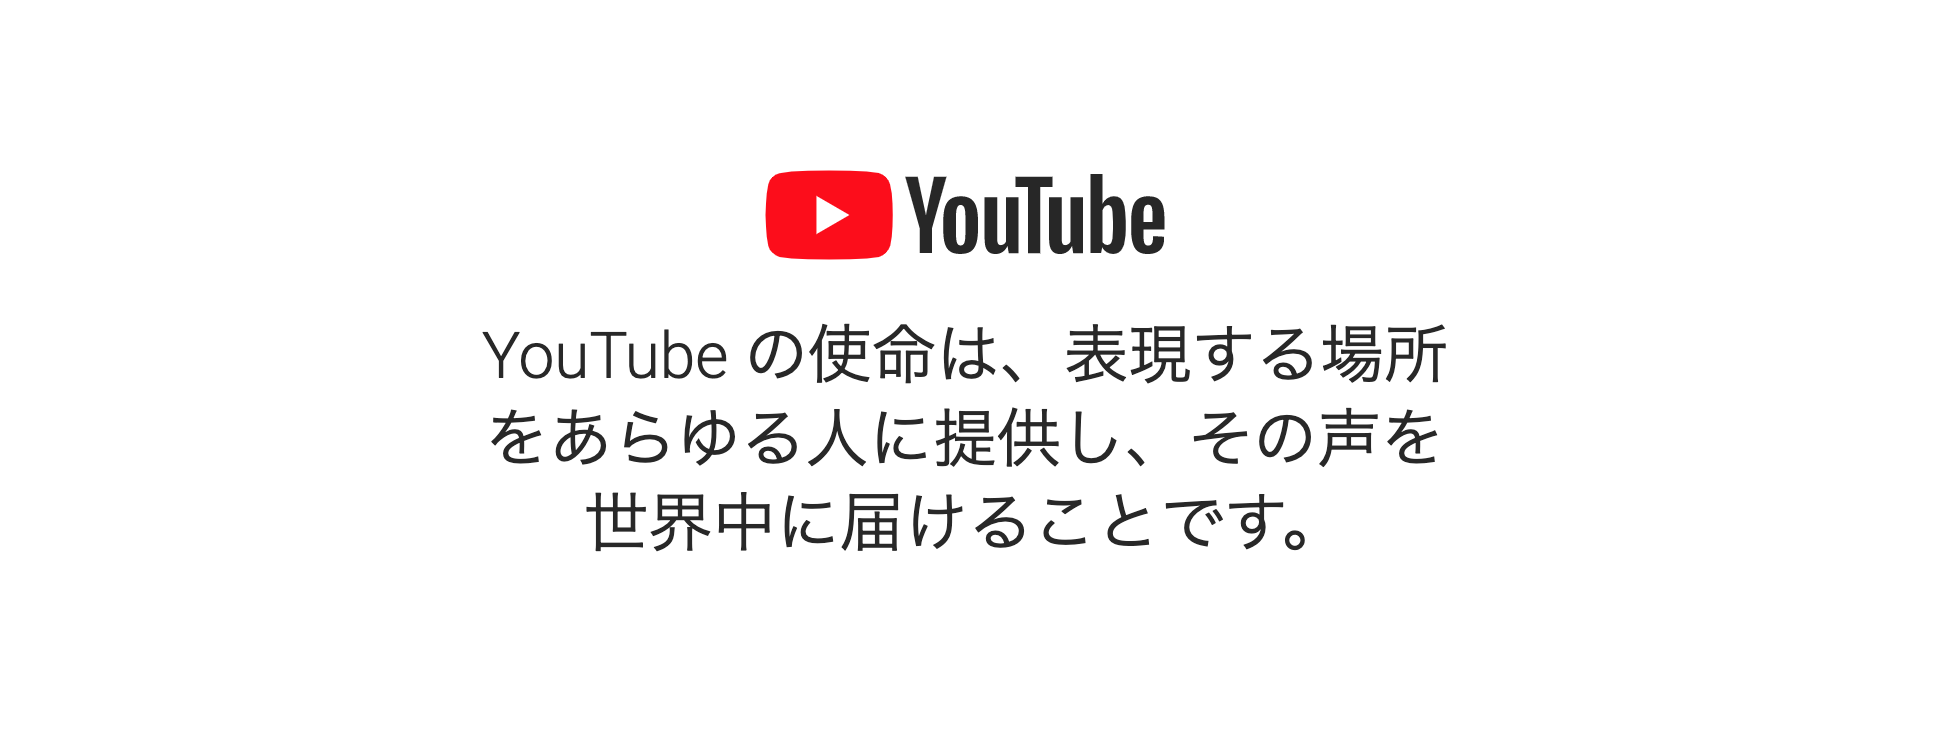 YouTube
YouTube の使命は、表現する場所
をあらゆる人に提供し、その声を
世界中に届けることです。